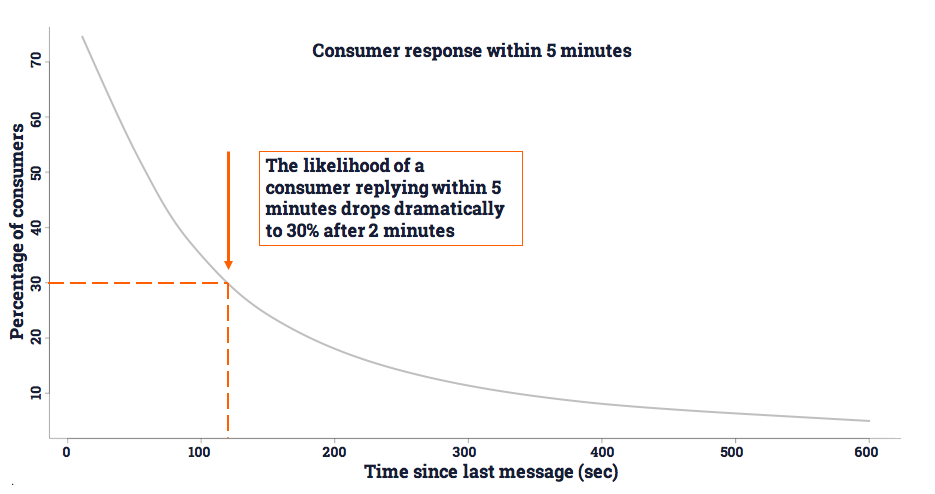 Consumer response within 5 minutes
Percentage of consumers
70
60
50
40
30
20
10
The likelihood of a
consumer replying within 5
minutes drops dramatically
to 30% after 2 minutes
0 100 200 300 400 500 600
Time since last message (sec)